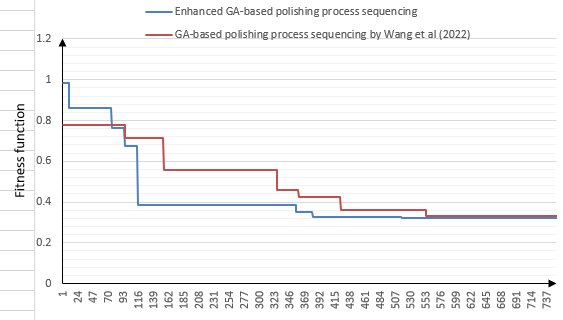 Enhanced GA-based polishing process sequencing
GA-based polishing process sequencing by Wang et al (2022)
Fitness function
1.2
1
0.8
0.6
0.4
0.2
0
1 24 47 70 93 116 139 162 185 208 231 254 277 300 323 346 369 392 415 438 461 484 507 530 553 576 599 622 645 668 691 714 737